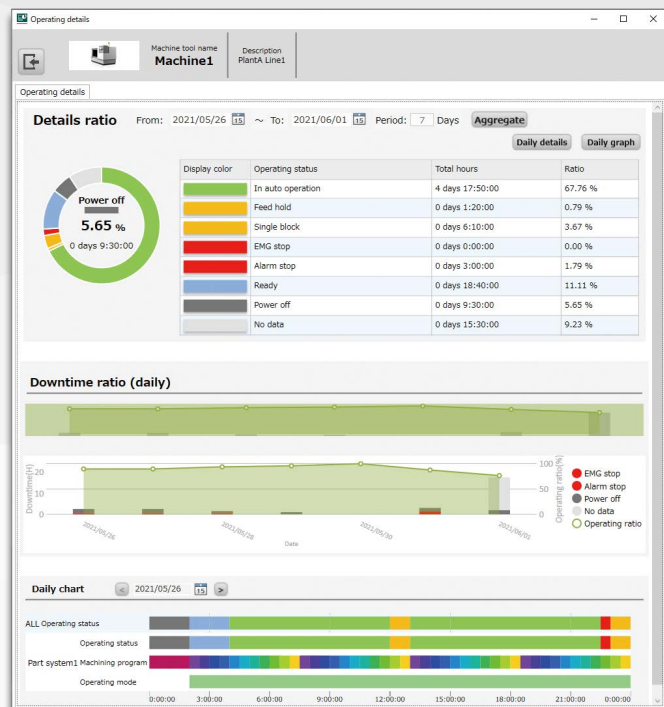 Operating details
Machine tool name
Machine1
Description
PlantA Line1
Operating details
Details ratio From: 2021/05/26 15 ~ To: 2021/06/01 15 Period: 7 Days Aggregate
Daily details Daily graph
Power off
5.65 %
0 days 9:30:00
Display color Operating status Total hours Ratio
In auto operation 4 days 17:50:00 67.76 %
Feed hold 0 days 1:20:00 0.79 %
Single block 0 days 6:10:00 3.67 %
EMG stop 0 days 0:00:00 0.00 %
Alarm stop 0 days 3:00:00 1.79 %
Ready 0 days 18:40:00 11.11 %
Power off 0 days 9:30:00 5.65 %
No data 0 days 15:30:00 9.23 %
Downtime ratio (daily)
Downtime(H)
20
10
0
2021/05/26
2021/05/28
2021/05/30
2021/06/01
Date
100
50
0
Operating ratio(%)
EMG stop
Alarm stop
Power off
No data
Operating ratio
Daily chart < 2021/05/26 15 >
ALL Operating status
Operating status
Part system1 Machining program
Operating mode
0:00:00 3:00:00 6:00:00 9:00:00 12:00:00 15:00:00 18:00:00 21:00:00 0:00:00